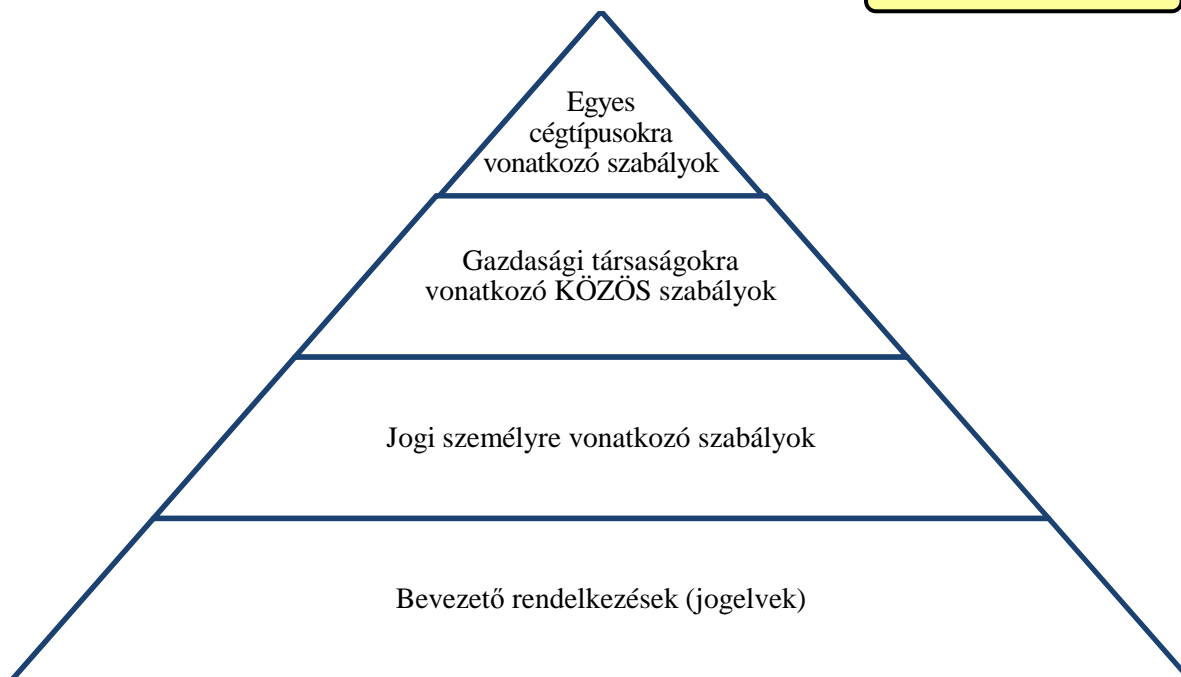 Egyes
cégtípusokra
vonatkozó szabályok
Gazdasági társaságokra
vonatkozó KÖZÖS szabályok
Jogi személyre vonatkozó szabályok
Bevezető rendelkezések (jogelvek)